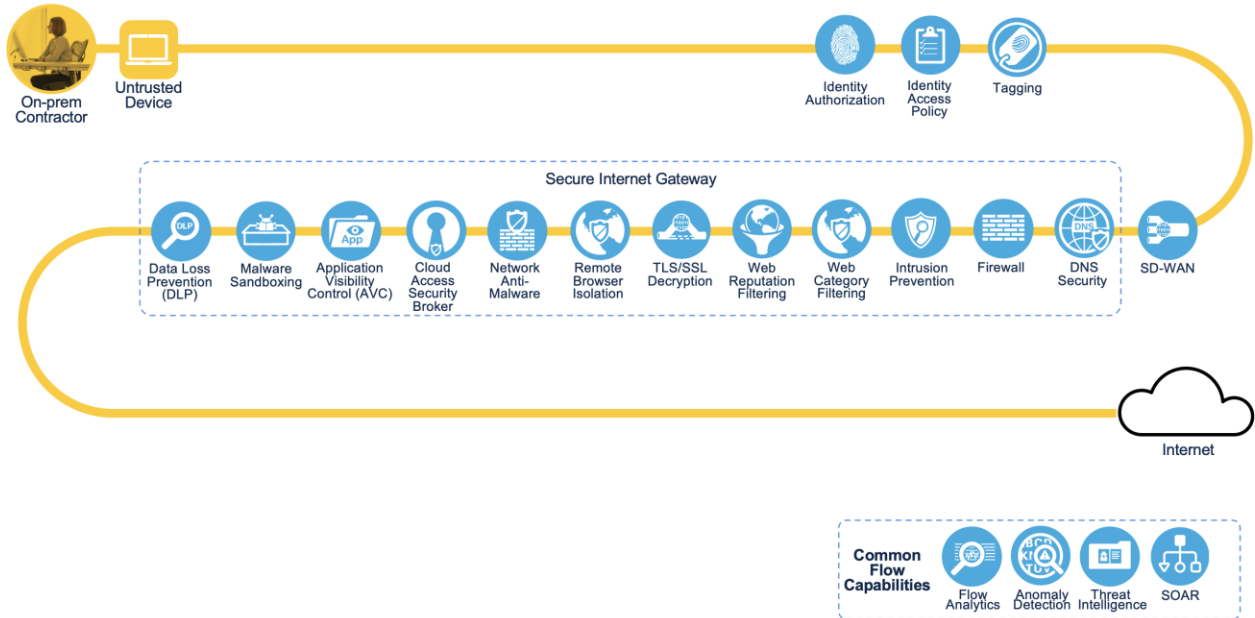 On-prem
Contractor
Untrusted
Device
Identity
Authorization
Identity
Access
Policy
Tagging
Secure Internet Gateway
DLP
Data Loss
Prevention
(DLP)
Malware
Sandboxing
App
Application
Visibility
Control (AVC)
Cloud
Access
Security
Broker
Network
Anti-
Malware
Remote
Browser
Isolation
TLS/SSL
Decryption
Web
Reputation
Filtering
Web
Category
Filtering
Intrusion
Prevention
Firewall
DNS
DNS
Security
SD-WAN
Internet
Common
Flow
Capabilities
Flow
Analytics
Anomaly
Detection
Threat
Intelligence
SOAR